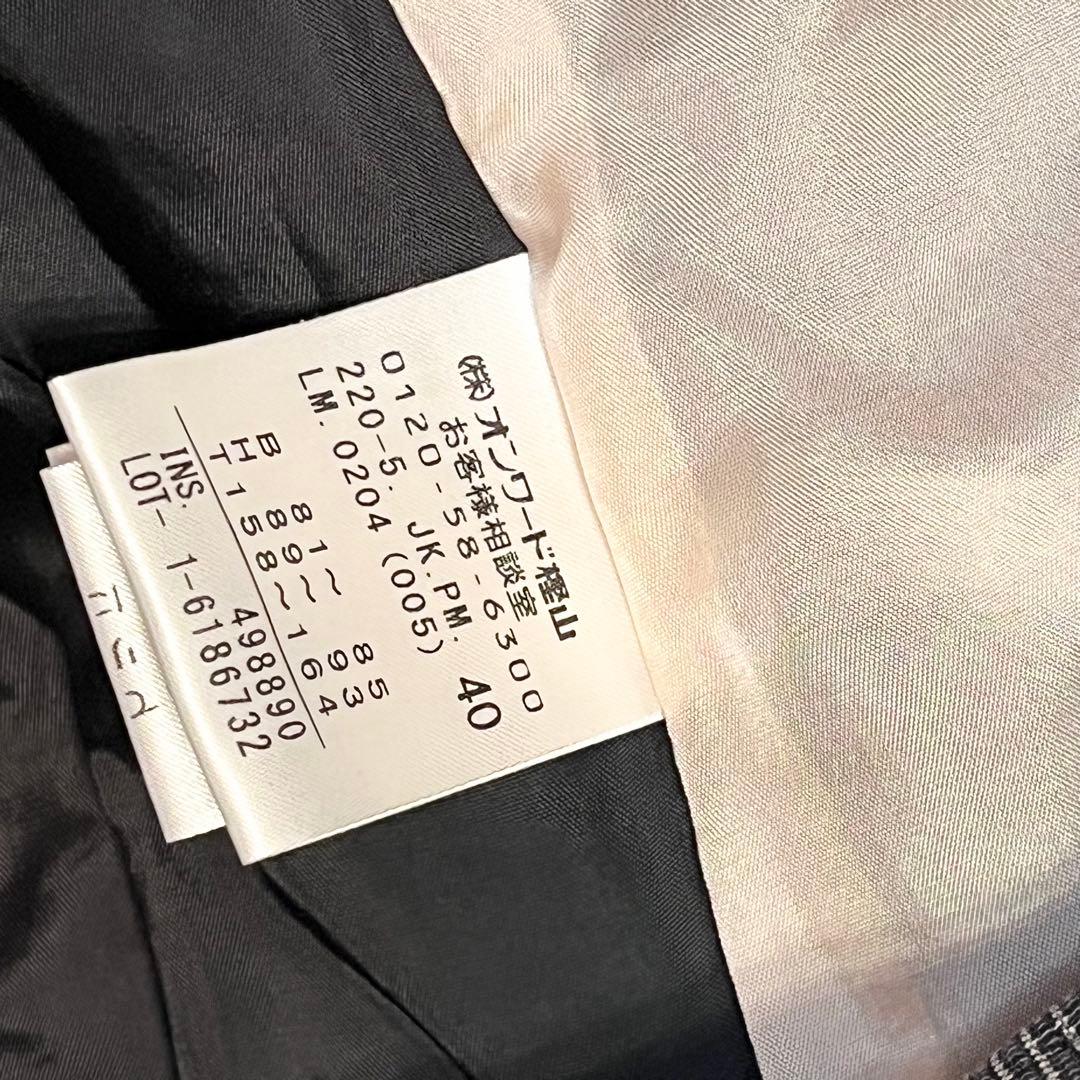 (株)オンワード樫山
お客様相談室
0120-58-6300
220-5. JK.PM. 40
LM.0204 (005)
B 81~ 85
H 89~ 93
T 158~164
INS. 498890
LOT- 1-6186732